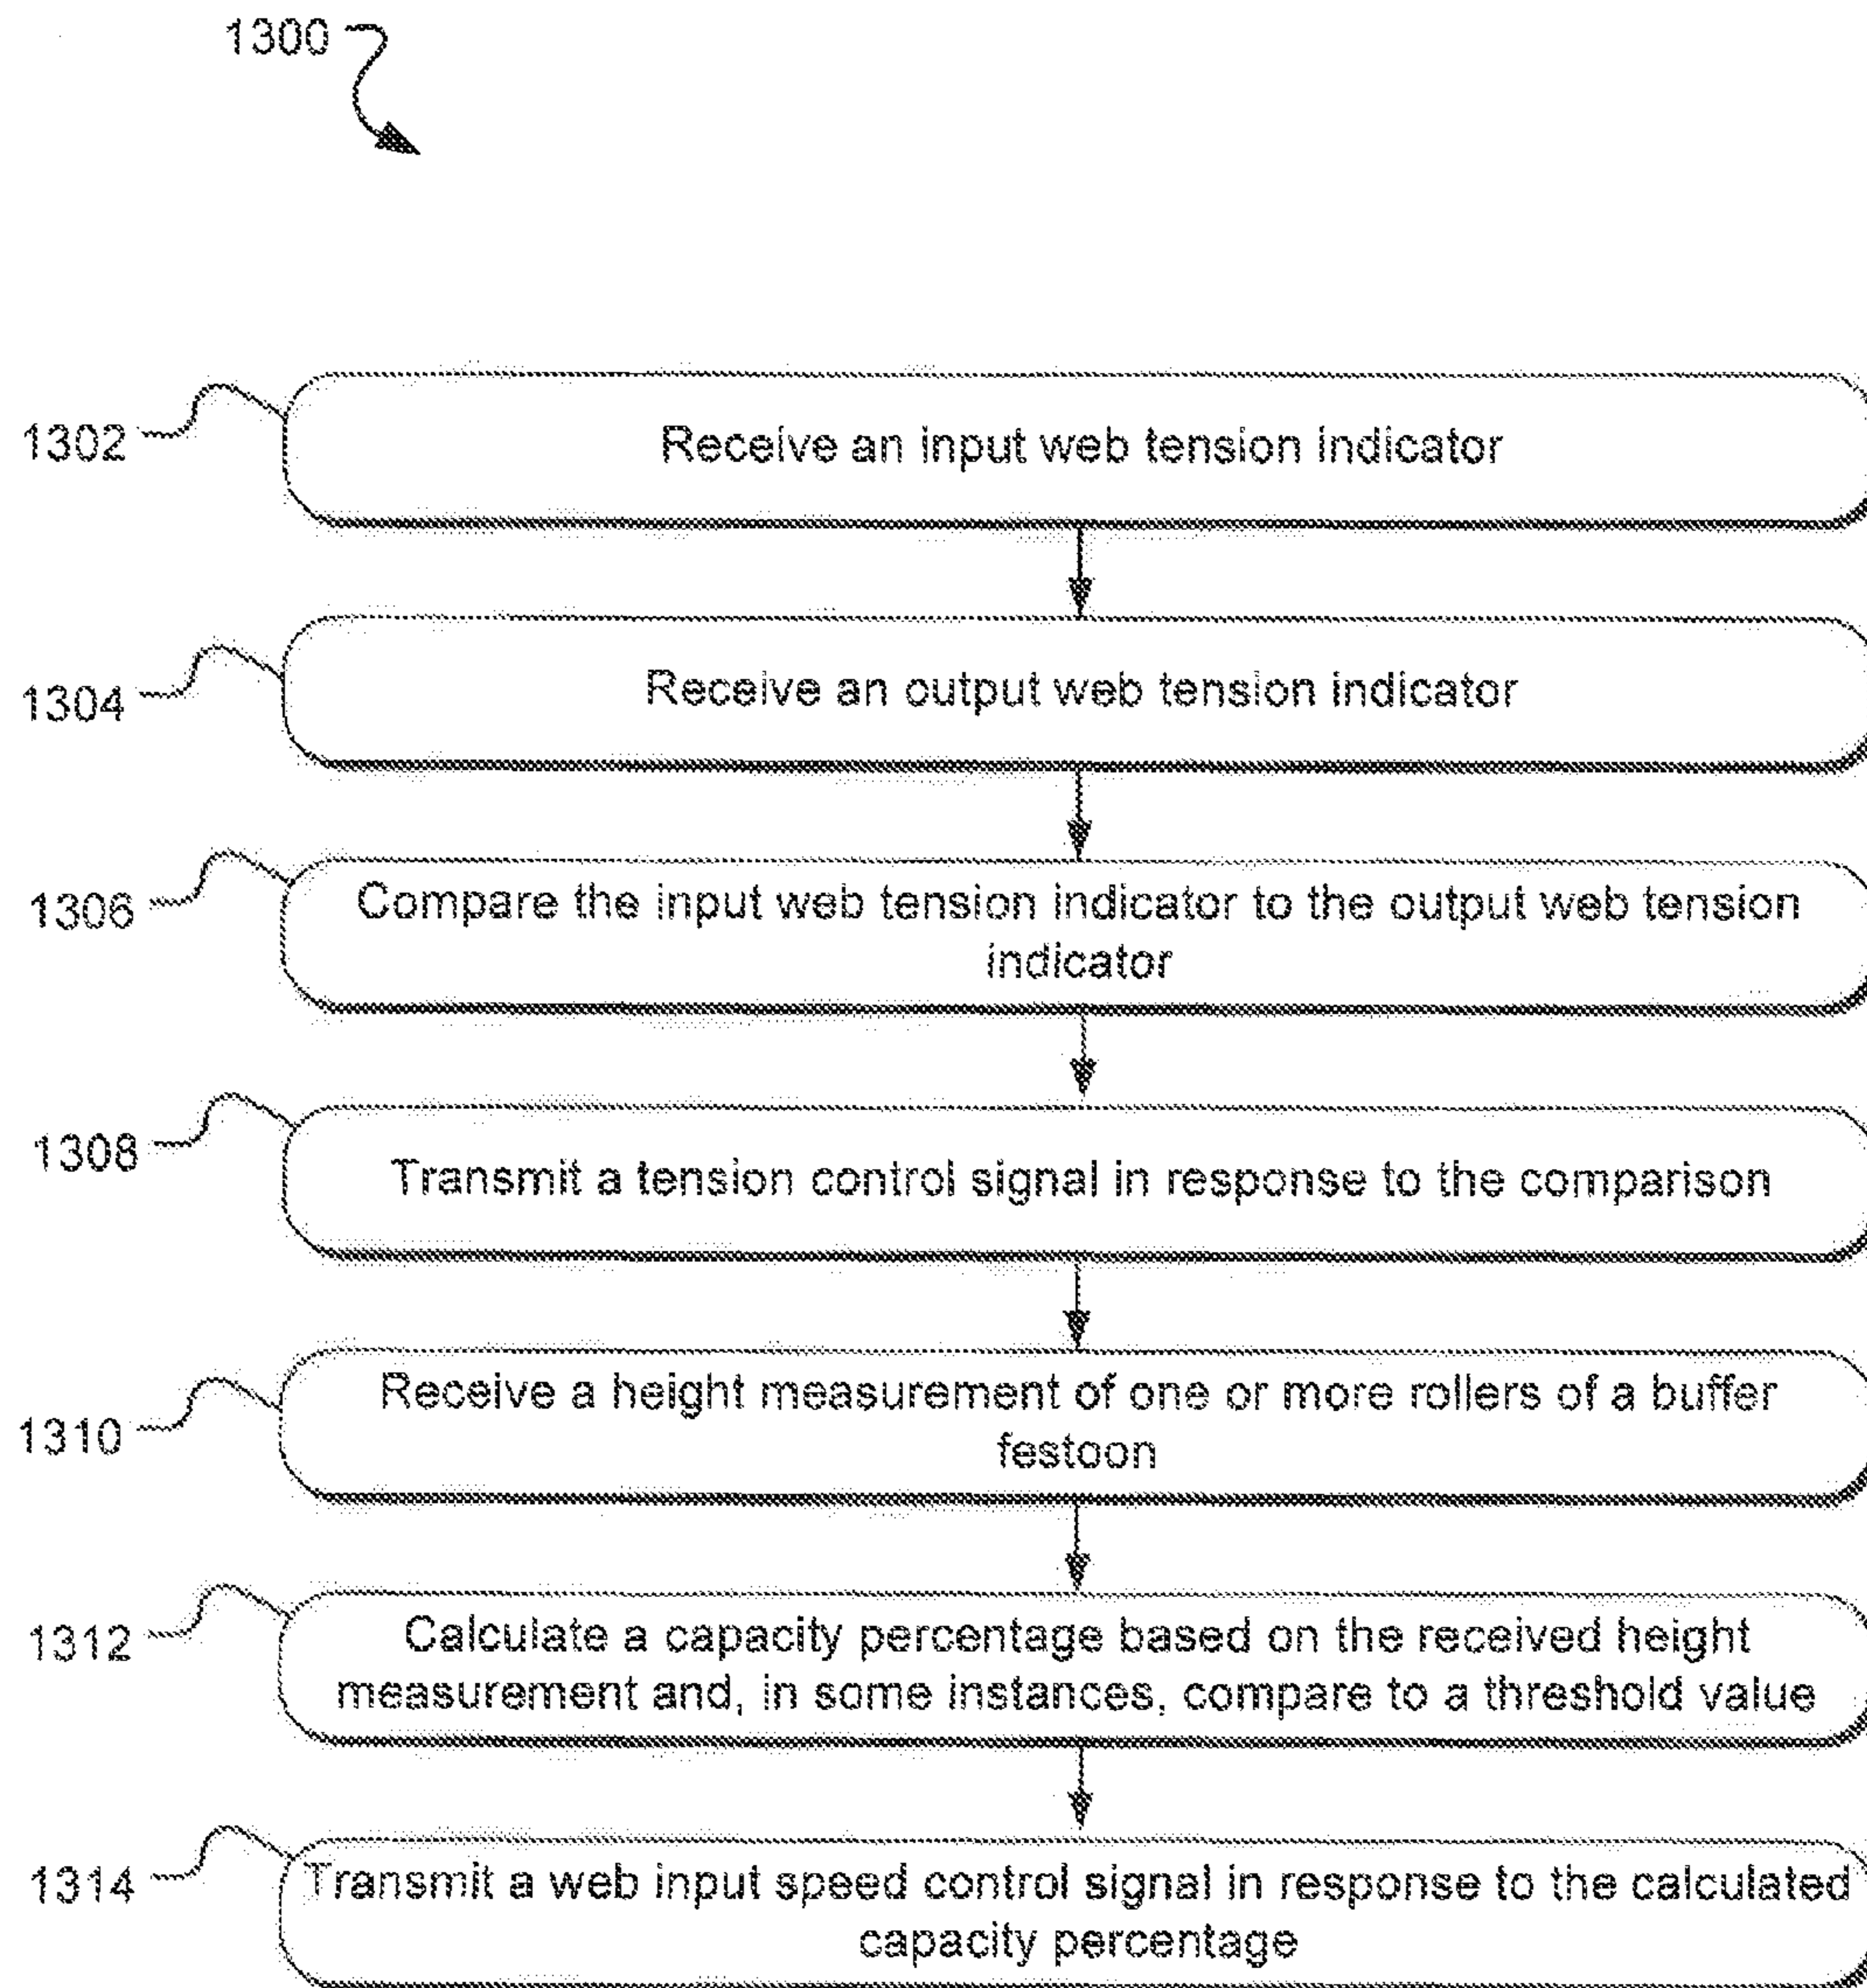 1300
1302
Receive an input web tension indicator
1304
Receive an output web tension indicator
1306
Compare the input web tension indicator to the output web tension
indicator
1308
Transmit a tension control signal in response to the comparison
1310
Receive a height measurement of one or more rollers of a buffer
festoon
1312
Calculate a capacity percentage based on the received height
measurement and, in some instances, compare to a threshold value
1314
Transmit a web input speed control signal in response to the calculated
capacity percentage